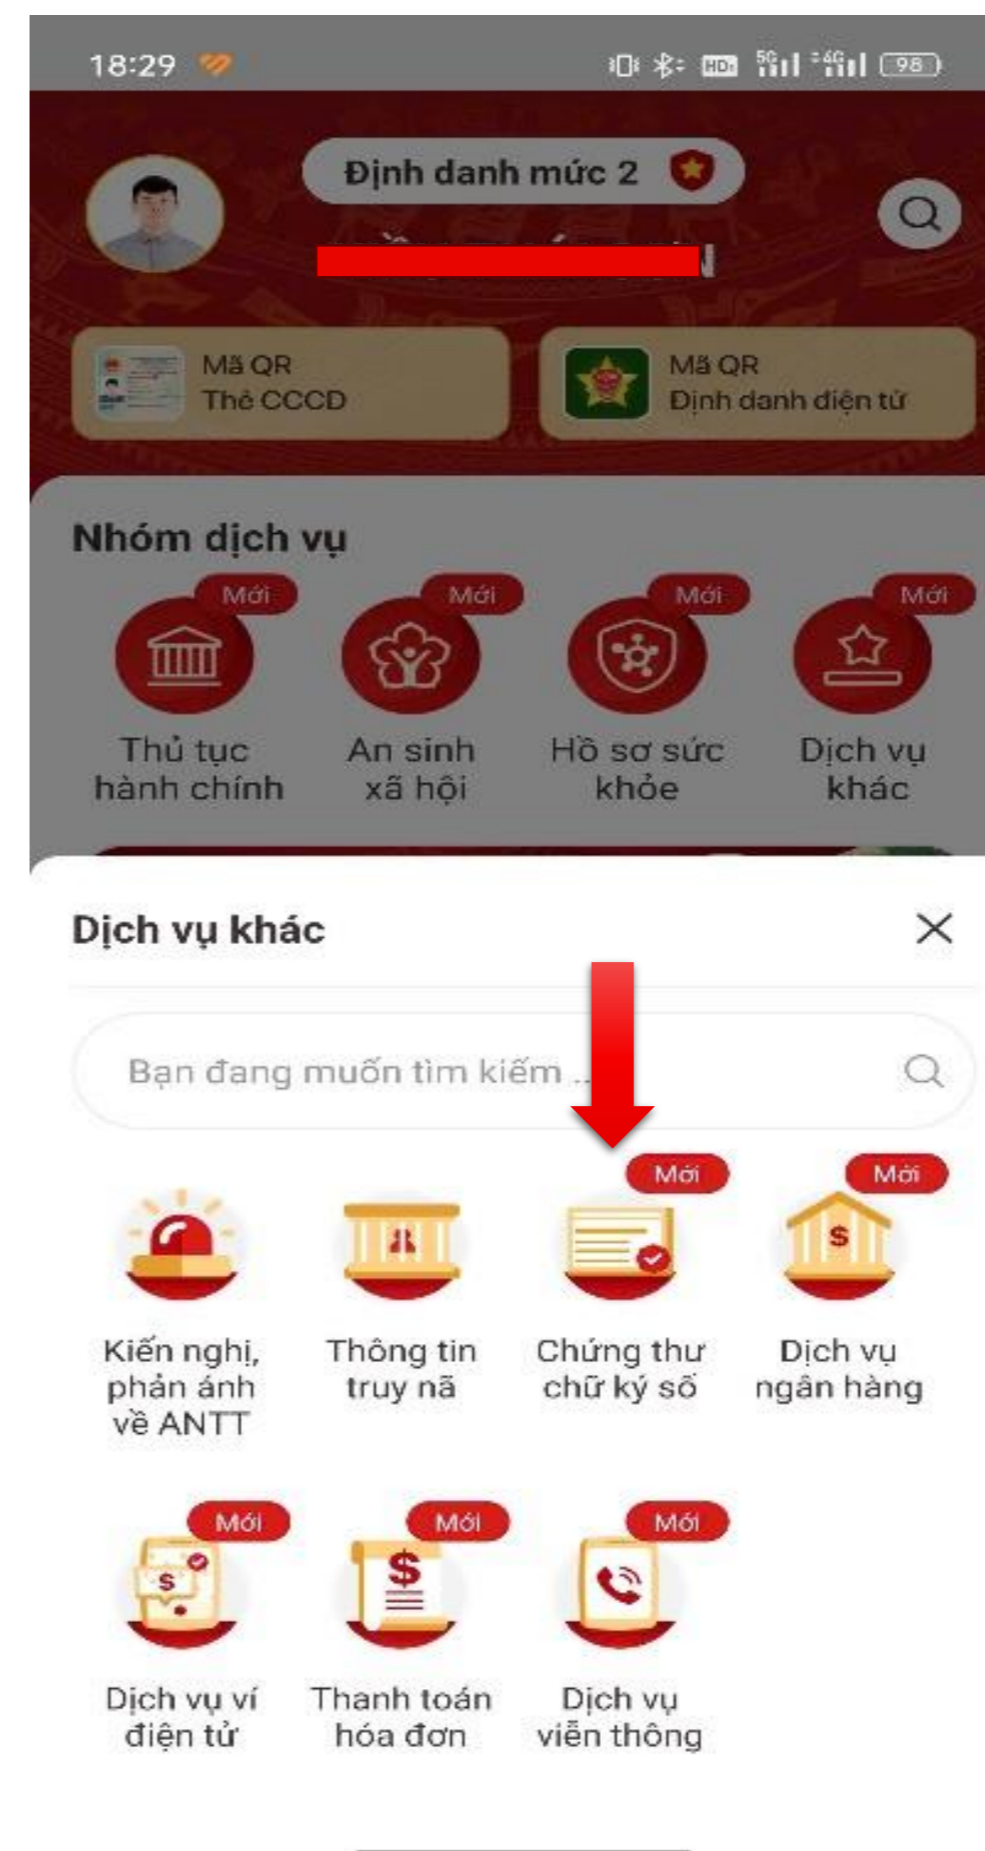 18:29
HD 5G 4G 98
Định danh mức 2
Mã QR
Thẻ CCCD
Mã QR
Định danh điện tử
Nhóm dịch vụ
Mới Mới Mới Mới
Thủ tục hành chính
An sinh xã hội
Hồ sơ sức khỏe
Dịch vụ khác
Dịch vụ khác
Bạn đang muốn tìm kiếm ..
Mới Mới
Kiến nghị,
phản ánh
về ANTT
Thông tin
truy nã
Chứng thư
chữ ký số
Dịch vụ
ngân hàng
Mới Mới Mới
Dịch vụ ví
điện tử
Thanh toán
hóa đơn
Dịch vụ
viễn thông